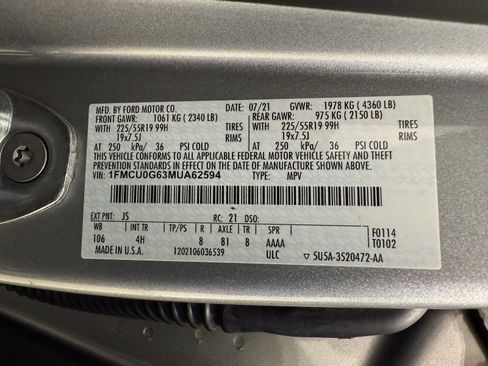 MFD. BY FORD MOTOR CO. DATE: 07/21 GVWR: 1978 KG ( 4360 LB)
FRONT GAWR: 1061 KG ( 2340 LB) REAR GAWR: 975 KG ( 2150 LB)
WITH 225/55R19 99H TIRES WITH 225/55R19 99H TIRES
19x7.5J RIMS 19x7.5J RIMS
AT 250 kPa/ 36 PSI COLD AT 250 kPa/ 36 PSI COLD
THIS VEHICLE CONFORMS TO ALL APPLICABLE FEDERAL MOTOR VEHICLE SAFETY, BUMPER, AND THEFT PREVENTION STANDARDS IN EFFECT ON THE DATE OF MANUFACTURE SHOWN ABOVE.
VIN: 1FMCU0G63MUA62594 TYPE: MPV
EXT PNT: JS RC: 21 DSO:
WB INT TR TP/PS R AXLE TR SPR F0114
106 4H 8 81 8 AAAA T0102
MADE IN U.S.A. 1202106036539 ULC ▽ 5U5A-3520472-AA